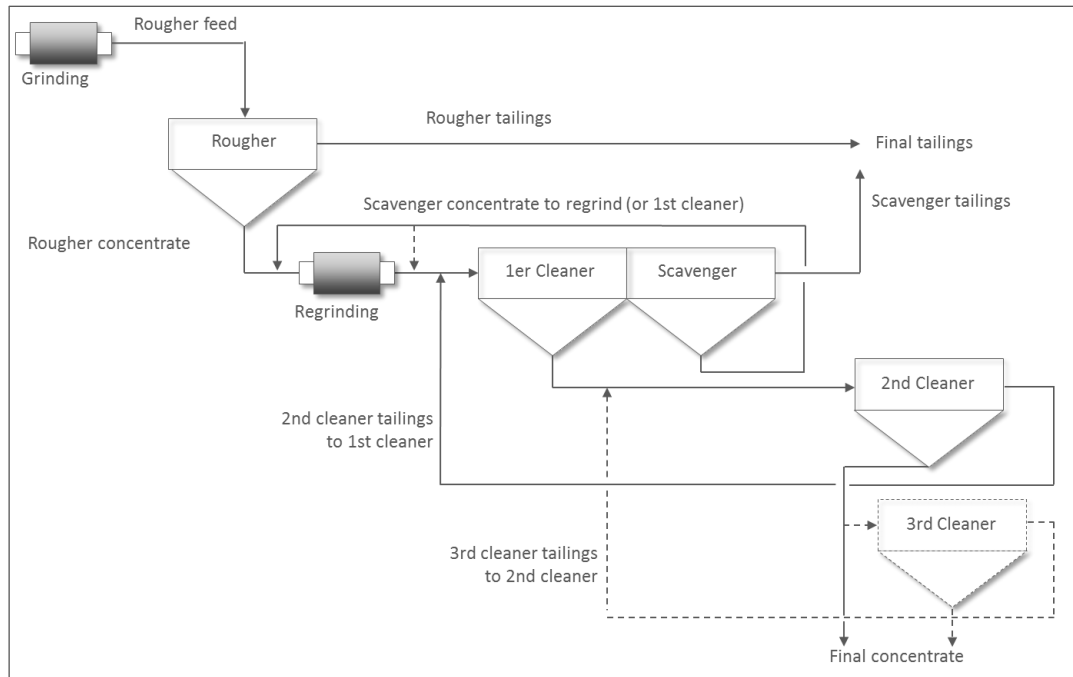 Rougher feed
Grinding
Rougher tailings
Rougher
Final tailings
Scavenger concentrate to regrind (or 1st cleaner)
Scavenger tailings
Rougher concentrate
1er Cleaner
Scavenger
Regrinding
2nd Cleaner
2nd cleaner tailings
to 1st cleaner
3rd Cleaner
3rd cleaner tailings
to 2nd cleaner
Final concentrate